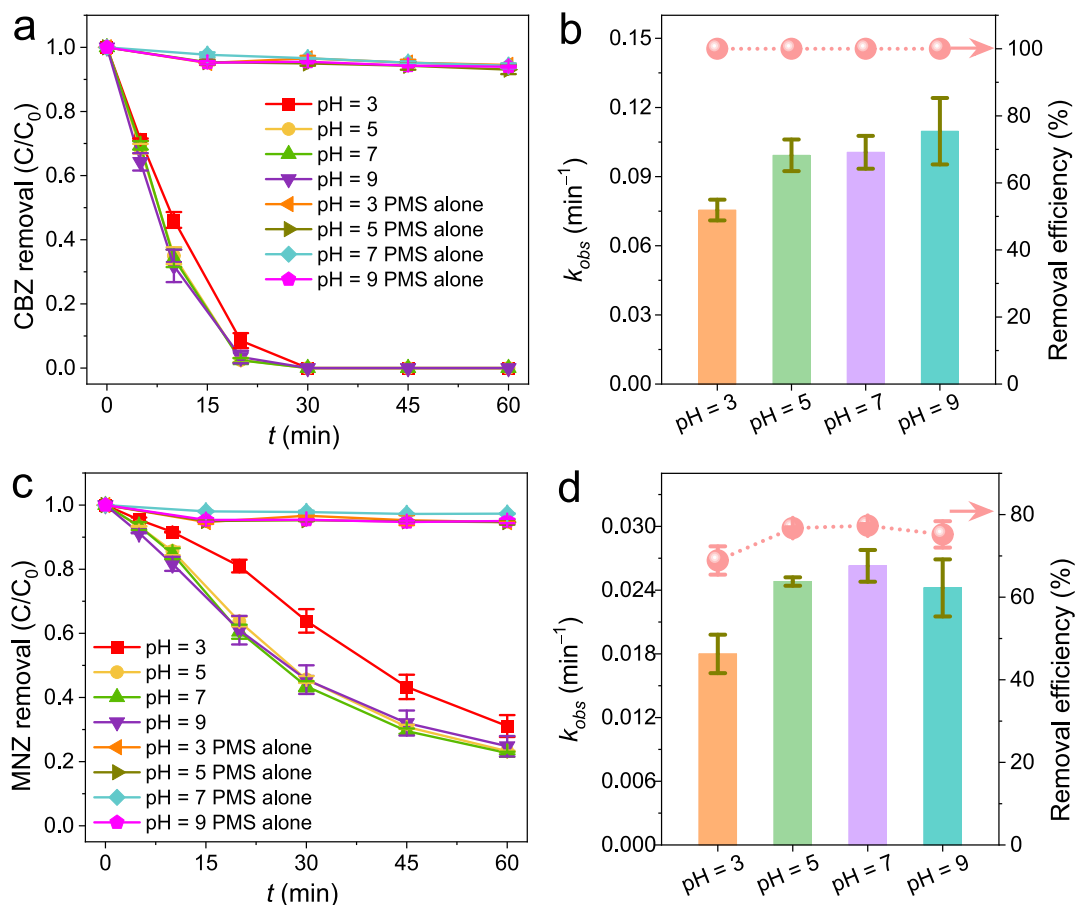 a
CBZ removal (C/C₀)
1.0
0.8
0.6
0.4
0.2
0.0
pH = 3
pH = 5
pH = 7
pH = 9
pH = 3 PMS alone
pH = 5 PMS alone
pH = 7 PMS alone
pH = 9 PMS alone
0 15 30 45 60
t (min)
b
kobs (min⁻¹)
0.15
0.12
0.09
0.06
0.03
0.00
100
80
60
40
20
0
Removal efficiency (%)
pH = 3 pH = 5 pH = 7 pH = 9
c
MNZ removal (C/C₀)
1.0
0.8
0.6
0.4
0.2
0.0
pH = 3
pH = 5
pH = 7
pH = 9
pH = 3 PMS alone
pH = 5 PMS alone
pH = 7 PMS alone
pH = 9 PMS alone
0 15 30 45 60
t (min)
d
kobs (min⁻¹)
0.030
0.024
0.018
0.012
0.006
0.000
80
60
40
20
0
Removal efficiency (%)
pH = 3 pH = 5 pH = 7 pH = 9